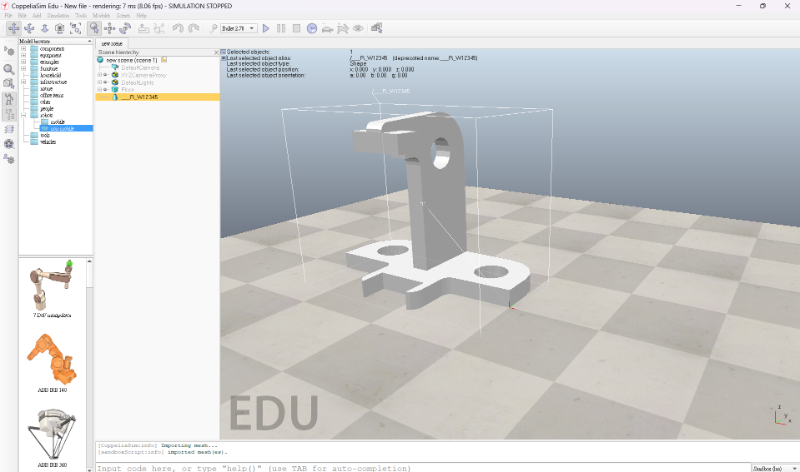 CoppeliaSim Edu - New file - rendering: 7 ms (8.06 fps) - SIMULATION STOPPED
File Edit Add Simulation Tools Modules Scenes Help
Bullet 2.78
Model browser
components
equipment
examples
furniture
household
infrastructure
nature
office items
other
people
robots
mobile
non-mobile
tools
vehicles
7 DoF manipulator
ABB IRB 140
ABB IRB 360
new scene
Scene hierarchy
new scene (scene 1)
DefaultCamera
XYZCameraProxy
DefaultLights
Floor
Selected objects: 1
Last selected object alias:
Last selected object type: Shape
Last selected object position: x: 0.000 y: 0.000 z: 0.000
Last selected object orientation: a: 0.00 b: 0.00 g: 0.00
EDU
z
y
x
[CoppeliaSim:info] Importing mesh...
[sandboxScript:info] imported mesh(es).
Input code here, or type "help()" (use TAB for auto-completion)
Sandbox (lua)